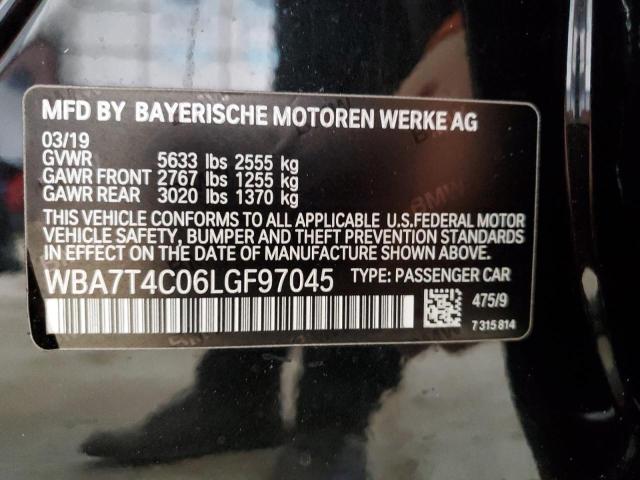 MFD BY BAYERISCHE MOTOREN WERKE AG
03/19
GVWR 5633 lbs 2555 kg
GAWR FRONT 2767 lbs 1255 kg
GAWR REAR 3020 lbs 1370 kg
THIS VEHICLE CONFORMS TO ALL APPLICABLE U.S. FEDERAL MOTOR
VEHICLE SAFETY, BUMPER AND THEFT PREVENTION STANDARDS
IN EFFECT ON THE DATE OF MANUFACTURE SHOWN ABOVE
WBA7T4C06LGF97045 TYPE: PASSENGER CAR
475/9
7 315 814